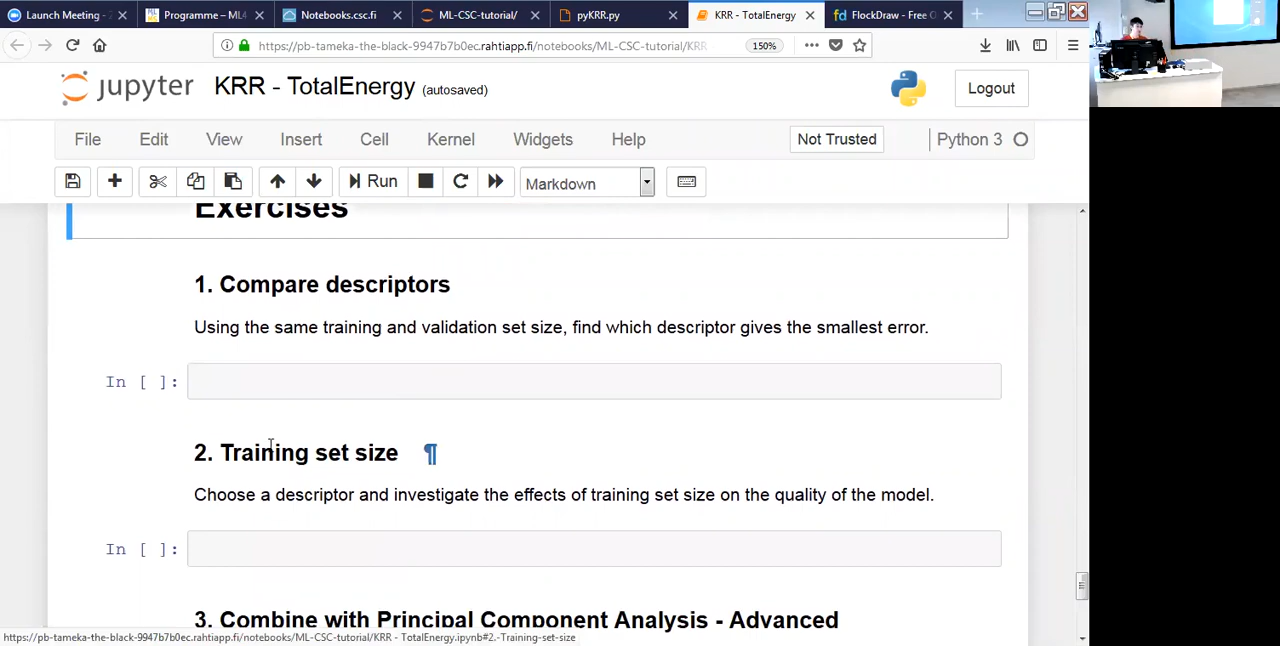 Launch Meeting - Z
Programme – ML4
Notebooks.csc.fi
ML-CSC-tutorial/
pyKRR.py
KRR - TotalEnergy
FlockDraw - Free O
https://pb-tameka-the-black-9947b7b0ec.rahtiapp.fi/notebooks/ML-CSC-tutorial/KRR
150%
jupyter KRR - TotalEnergy (autosaved)
Logout
File Edit View Insert Cell Kernel Widgets Help Not Trusted Python 3
Run Markdown
Exercises
1. Compare descriptors
Using the same training and validation set size, find which descriptor gives the smallest error.
In [ ]:
2. Training set size ¶
Choose a descriptor and investigate the effects of training set size on the quality of the model.
In [ ]:
3. Combine with Principal Component Analysis - Advanced
https://pb-tameka-the-black-9947b7b0ec.rahtiapp.fi/notebooks/ML-CSC-tutorial/KRR - TotalEnergy.ipynb#2.-Training-set-size